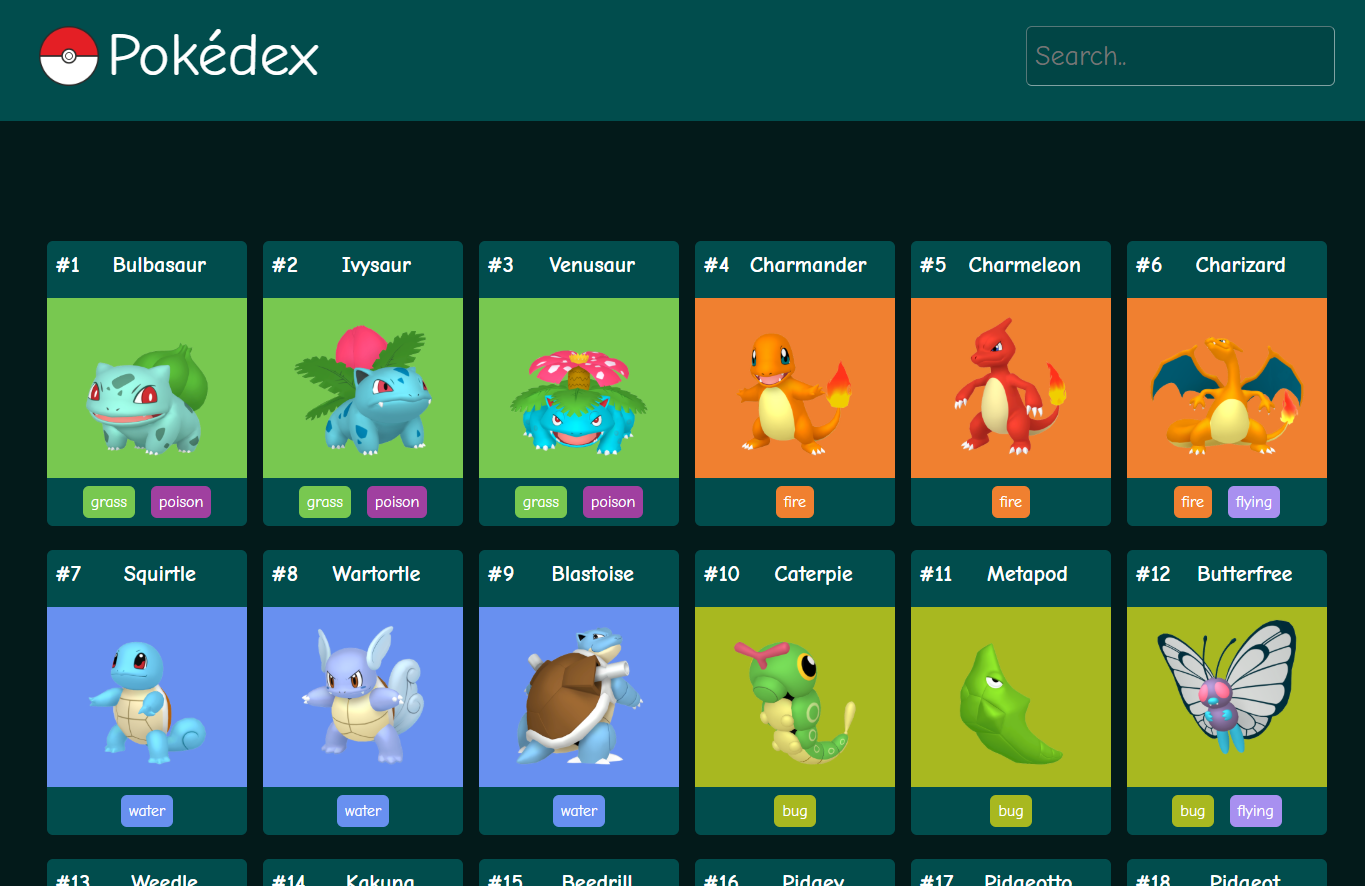 Pokédex
Search..
#1 Bulbasaur
#2 Ivysaur
#3 Venusaur
#4 Charmander
#5 Charmeleon
#6 Charizard
grass poison
grass poison
grass poison
fire
fire
fire flying
#7 Squirtle
#8 Wartortle
#9 Blastoise
#10 Caterpie
#11 Metapod
#12 Butterfree
water
water
water
bug
bug
bug flying
#13 Weedle
#14 Kakuna
#15 Beedrill
#16 Pidgey
#17 Pidgeotto
#18 Pidgeot